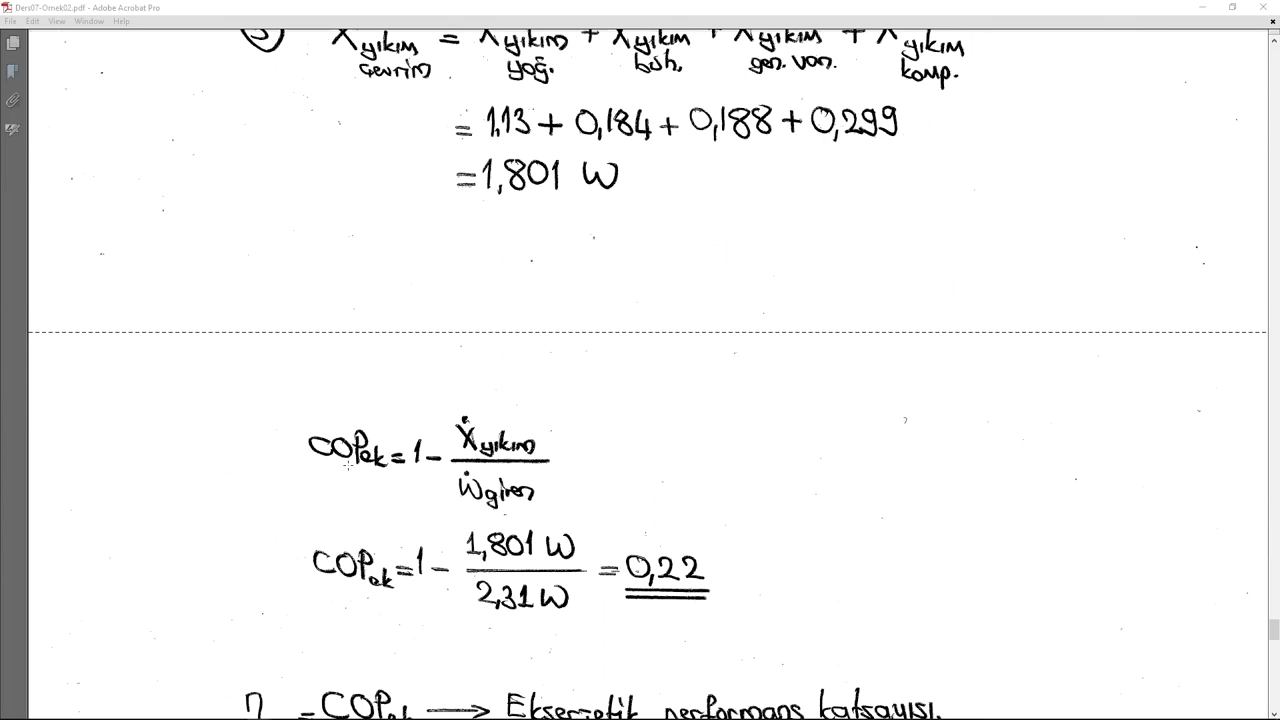 Ders07-Ornek02.pdf - Adobe Acrobat Pro
File Edit View Window Help
Ẋyıkım çevrim = Ẋyıkım yoğ. + Ẋyıkım buh. + Ẋyıkım gen. van. + Ẋyıkım komp.
= 1,13 + 0,184 + 0,188 + 0,299
= 1,801 W
COPek = 1 - Ẋyıkım / Ẇgiren
COPek = 1 - 1,801 W / 2,31 W = 0,22
η = COPek → Ekserjetik performans katsayısı.